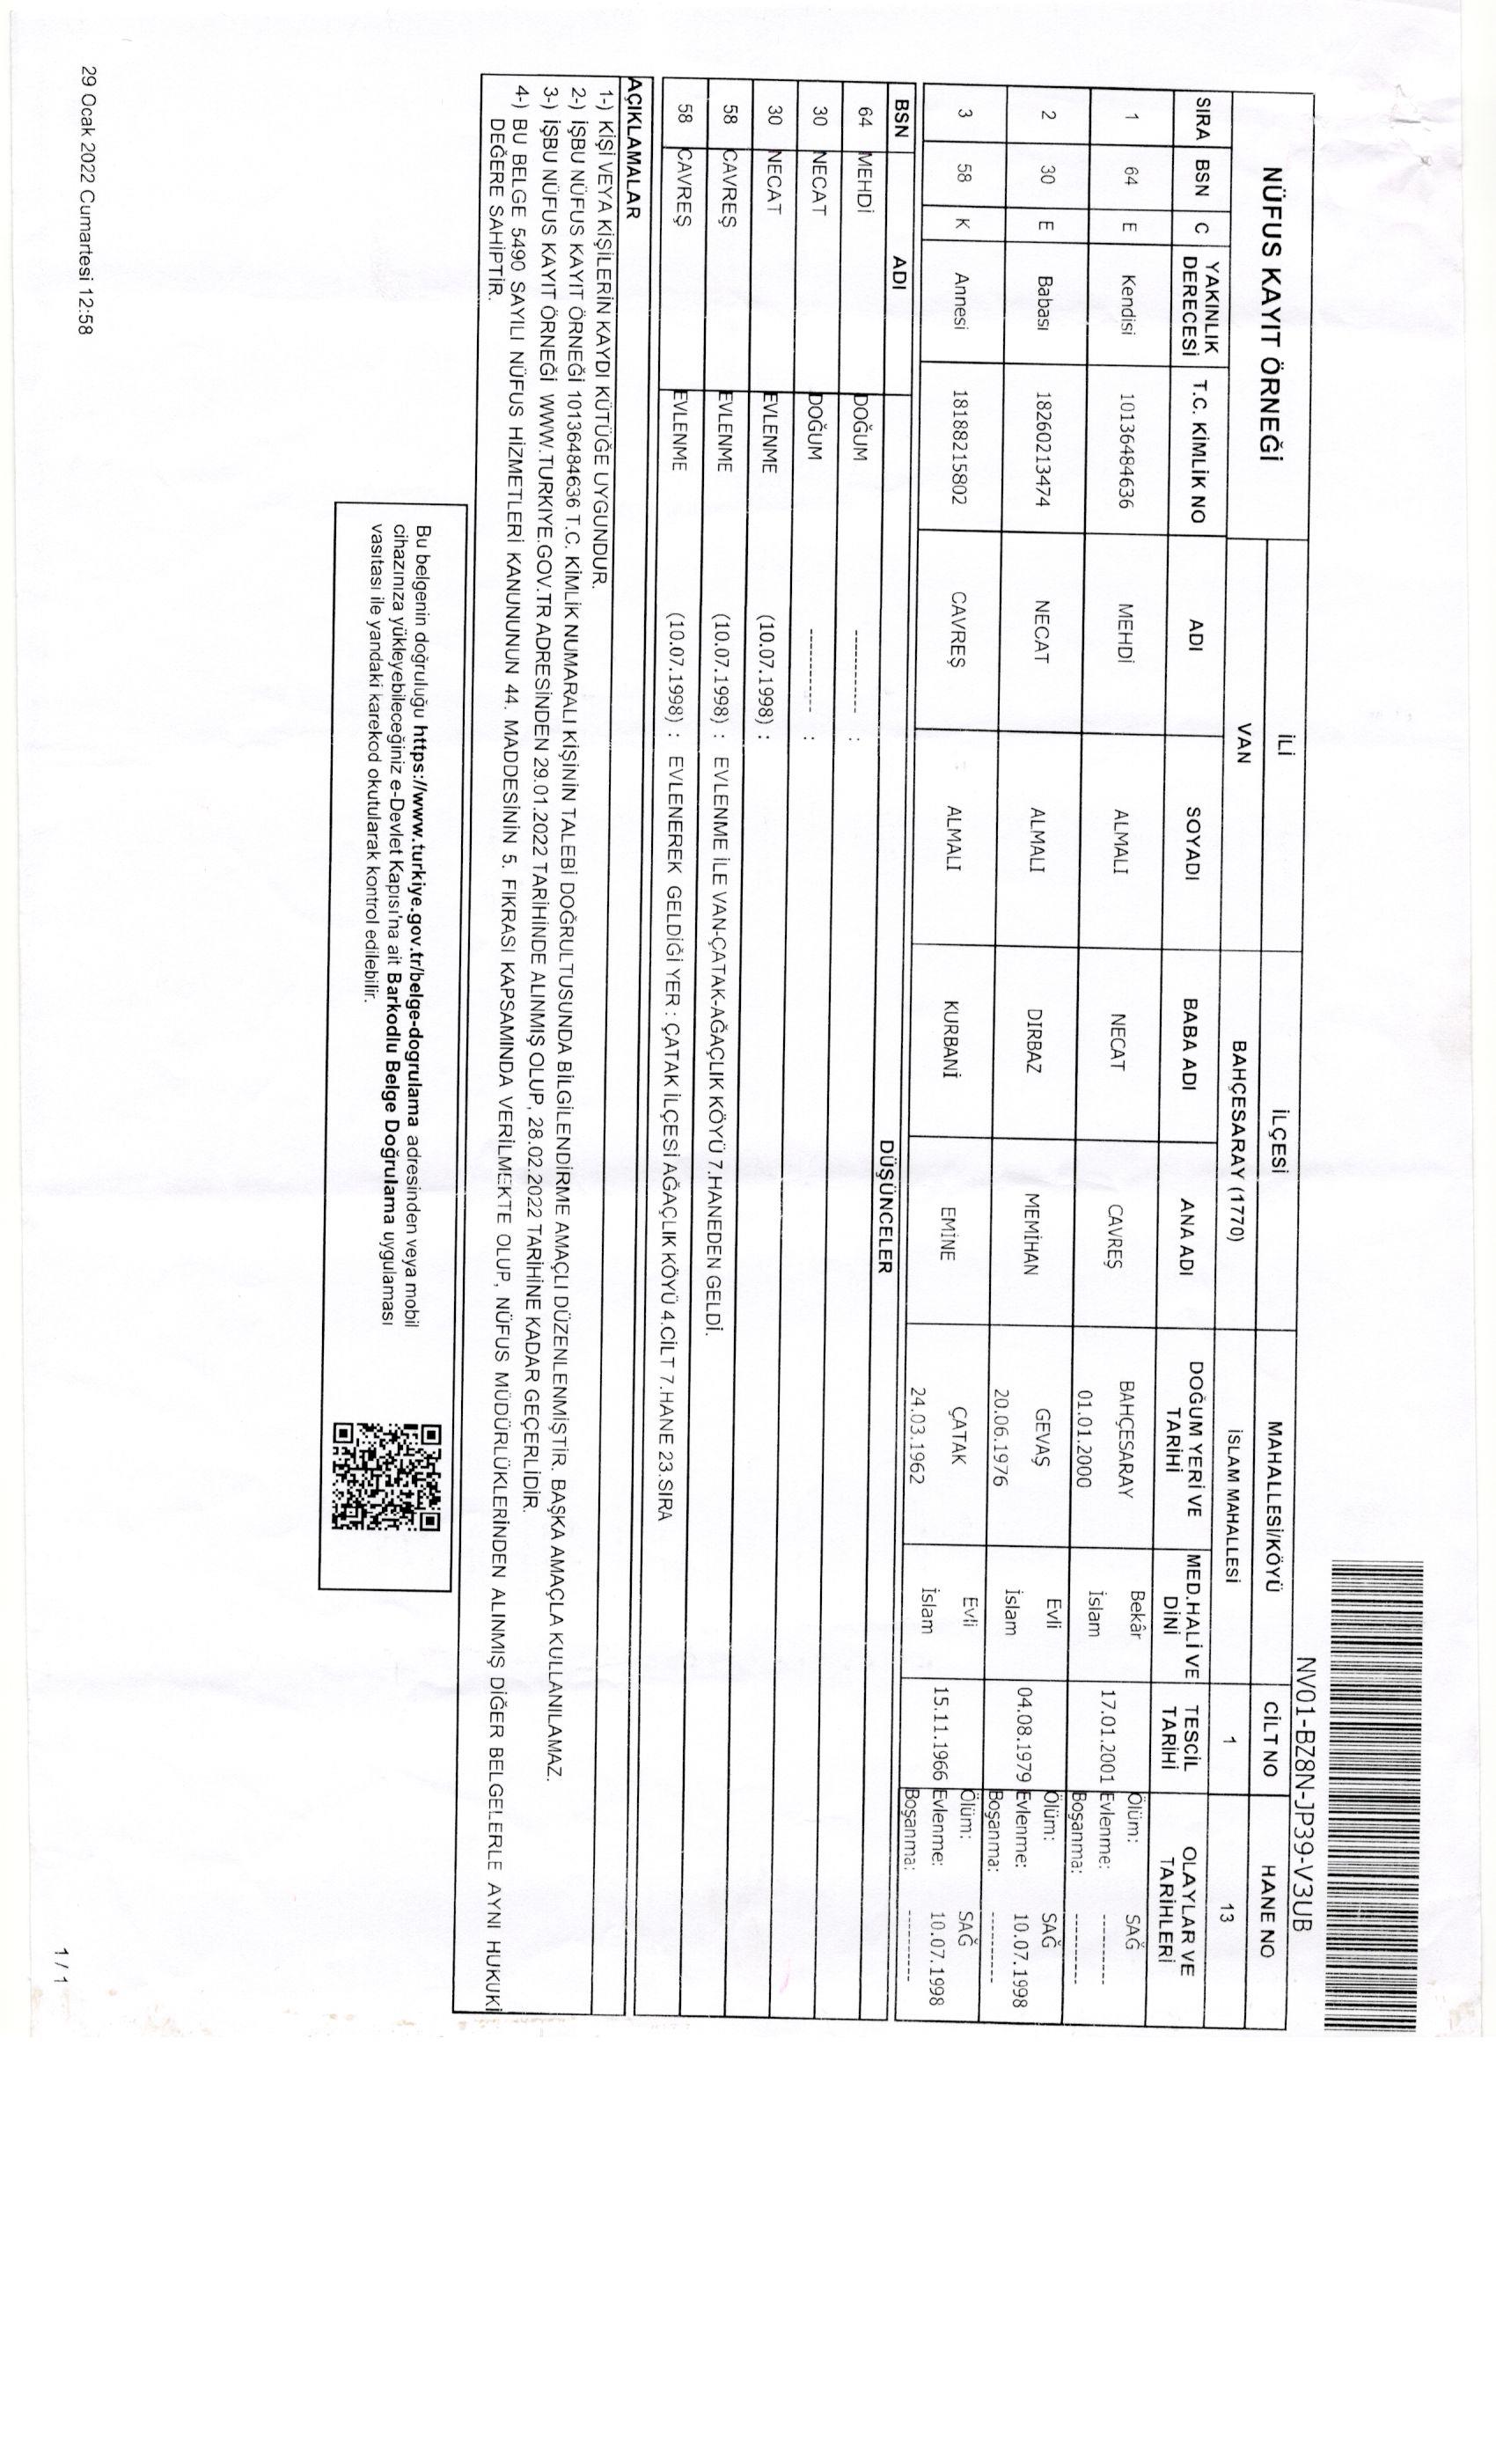 NV01-BZ8N-JP39-V3UB
NÜFUS KAYIT ÖRNEĞİ
İLİ İLÇESİ MAHALLESİ/KÖYÜ CİLT NO HANE NO
VAN BAHÇESARAY (1770) İSLAM MAHALLESİ 1 13
SIRA BSN C YAKINLIK DERECESİ T.C. KİMLİK NO ADI SOYADI BABA ADI ANA ADI DOĞUM YERİ VE TARİHİ MED.HALİ VE DİNİ TESCİL TARİHİ OLAYLAR VE TARİHLERİ
1 64 E Kendisi 10136484636 MEHDİ ALMALI NECAT CAVREŞ BAHÇESARAY 01.01.2000 Bekâr İslam 17.01.2001 Ölüm: SAĞ Evlenme: ---------- Boşanma: ----------
2 30 E Babası 18260213474 NECAT ALMALI DIRBAZ MEMİHAN GEVAŞ 20.06.1976 Evli İslam 04.08.1979 Ölüm: SAĞ Evlenme: 10.07.1998 Boşanma: ----------
3 58 K Annesi 18188215802 CAVREŞ ALMALI KURBANİ EMİNE ÇATAK 24.03.1962 Evli İslam 15.11.1966 Ölüm: SAĞ Evlenme: 10.07.1998 Boşanma: ----------
BSN ADI DÜŞÜNCELER
64 MEHDİ DOĞUM ------------ :
30 NECAT DOĞUM ------------ :
30 NECAT EVLENME (10.07.1998) :
58 CAVREŞ EVLENME (10.07.1998) : EVLENME İLE VAN-ÇATAK-AĞAÇLIK KÖYÜ 7.HANEDEN GELDİ.
58 CAVREŞ EVLENME (10.07.1998) : EVLENEREK GELDİĞİ YER : ÇATAK İLÇESİ AĞAÇLIK KÖYÜ 4.CİLT 7.HANE 23.SIRA
AÇIKLAMALAR
1-) KİŞİ VEYA KİŞİLERİN KAYDI KÜTÜĞE UYGUNDUR.
2-) İŞBU NÜFUS KAYIT ÖRNEĞİ 10136484636 T.C. KİMLİK NUMARALI KİŞİNİN TALEBİ DOĞRULTUSUNDA BİLGİLENDİRME AMAÇLI DÜZENLENMİŞTİR. BAŞKA AMAÇLA KULLANILAMAZ.
3-) İŞBU NÜFUS KAYIT ÖRNEĞİ WWW.TURKIYE.GOV.TR ADRESİNDEN 29.01.2022 TARİHİNDE ALINMIŞ OLUP, 28.02.2022 TARİHİNE KADAR GEÇERLİDİR.
4-) BU BELGE 5490 SAYILI NÜFUS HİZMETLERİ KANUNUNUN 44. MADDESİNİN 5. FIKRASI KAPSAMINDA VERİLMEKTE OLUP, NÜFUS MÜDÜRLÜKLERİNDEN ALINMIŞ DİĞER BELGELERLE AYNI HUKUKİ
DEĞERE SAHİPTİR.
Bu belgenin doğruluğu https://www.turkiye.gov.tr/belge-dogrulama adresinden veya mobil
cihazınıza yükleyebileceğiniz e-Devlet Kapısı'na ait Barkodlu Belge Doğrulama uygulaması
vasıtası ile yandaki karekod okutularak kontrol edilebilir.
29 Ocak 2022 Cumartesi 12:58
1 / 1